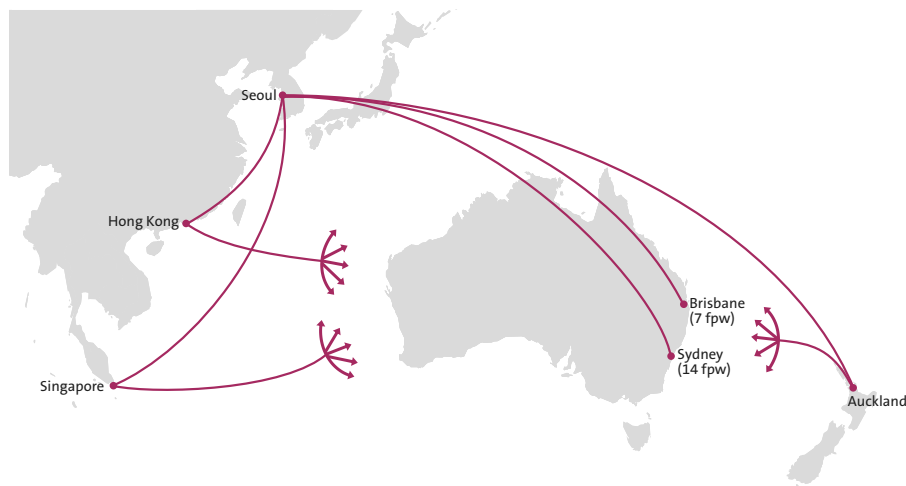 Seoul
Hong Kong
Brisbane
(7 fpw)
Sydney
(14 fpw)
Singapore
Auckland